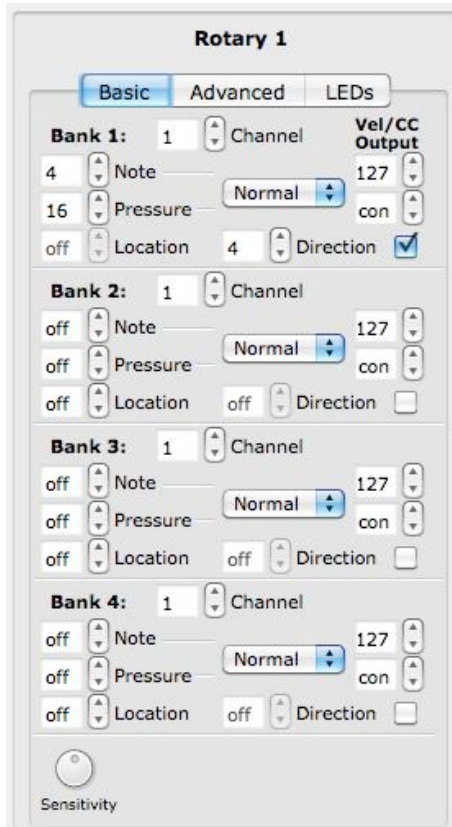 Rotary 1
Basic Advanced LEDs
Bank 1: 1 Channel Vel/CC Output
4 Note Normal 127
16 Pressure con
off Location 4 Direction
Bank 2: 1 Channel
off Note Normal 127
off Pressure con
off Location off Direction
Bank 3: 1 Channel
off Note Normal 127
off Pressure con
off Location off Direction
Bank 4: 1 Channel
off Note Normal 127
off Pressure con
off Location off Direction
Sensitivity